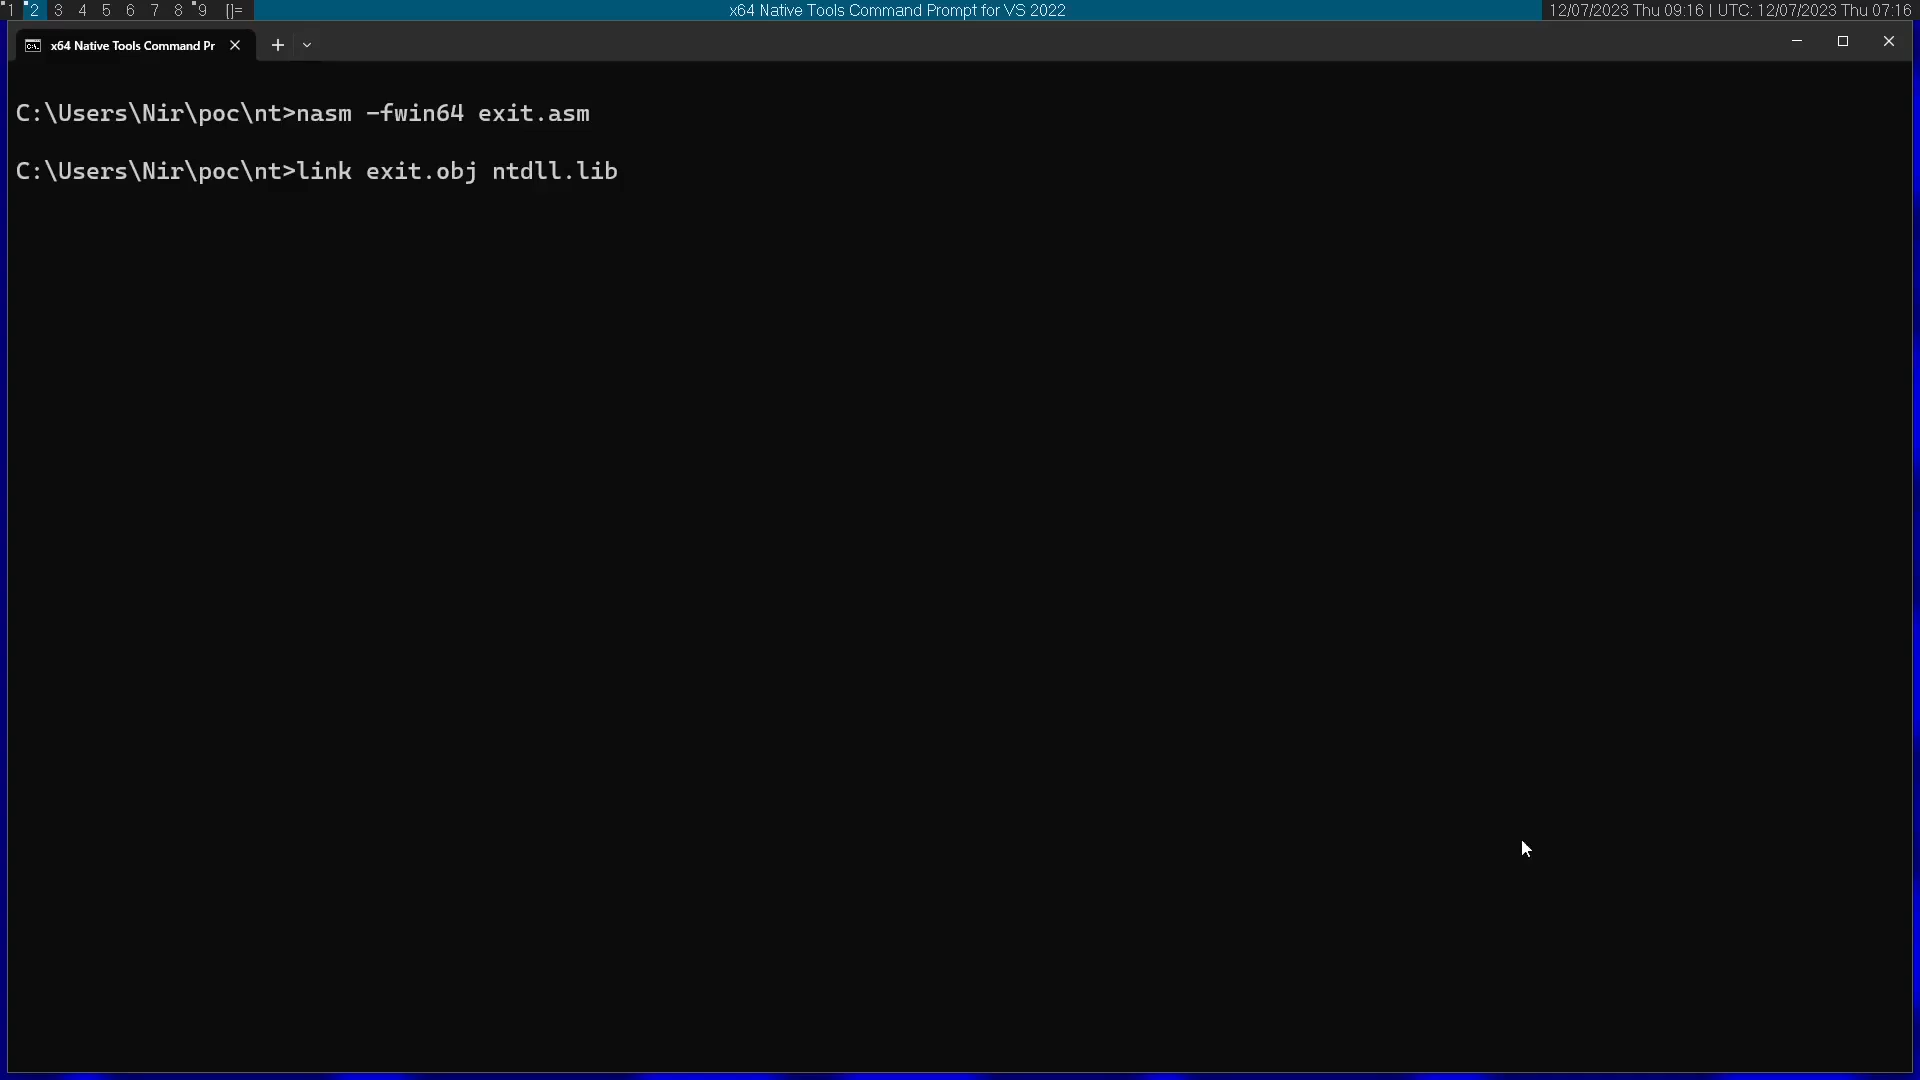 1 2 3 4 5 6 7 8 9 []= x64 Native Tools Command Prompt for VS 2022 12/07/2023 Thu 09:16 | UTC: 12/07/2023 Thu 07:16
x64 Native Tools Command Pr
C:\Users\Nir\poc\nt>nasm -fwin64 exit.asm
C:\Users\Nir\poc\nt>link exit.obj ntdll.lib